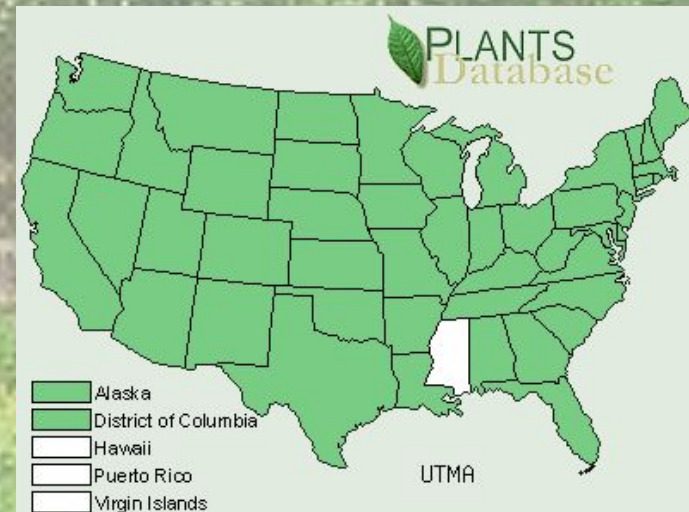 PLANTS
Database
Alaska
District of Columbia
Hawaii
Puerto Rico
Virgin Islands
UTMA